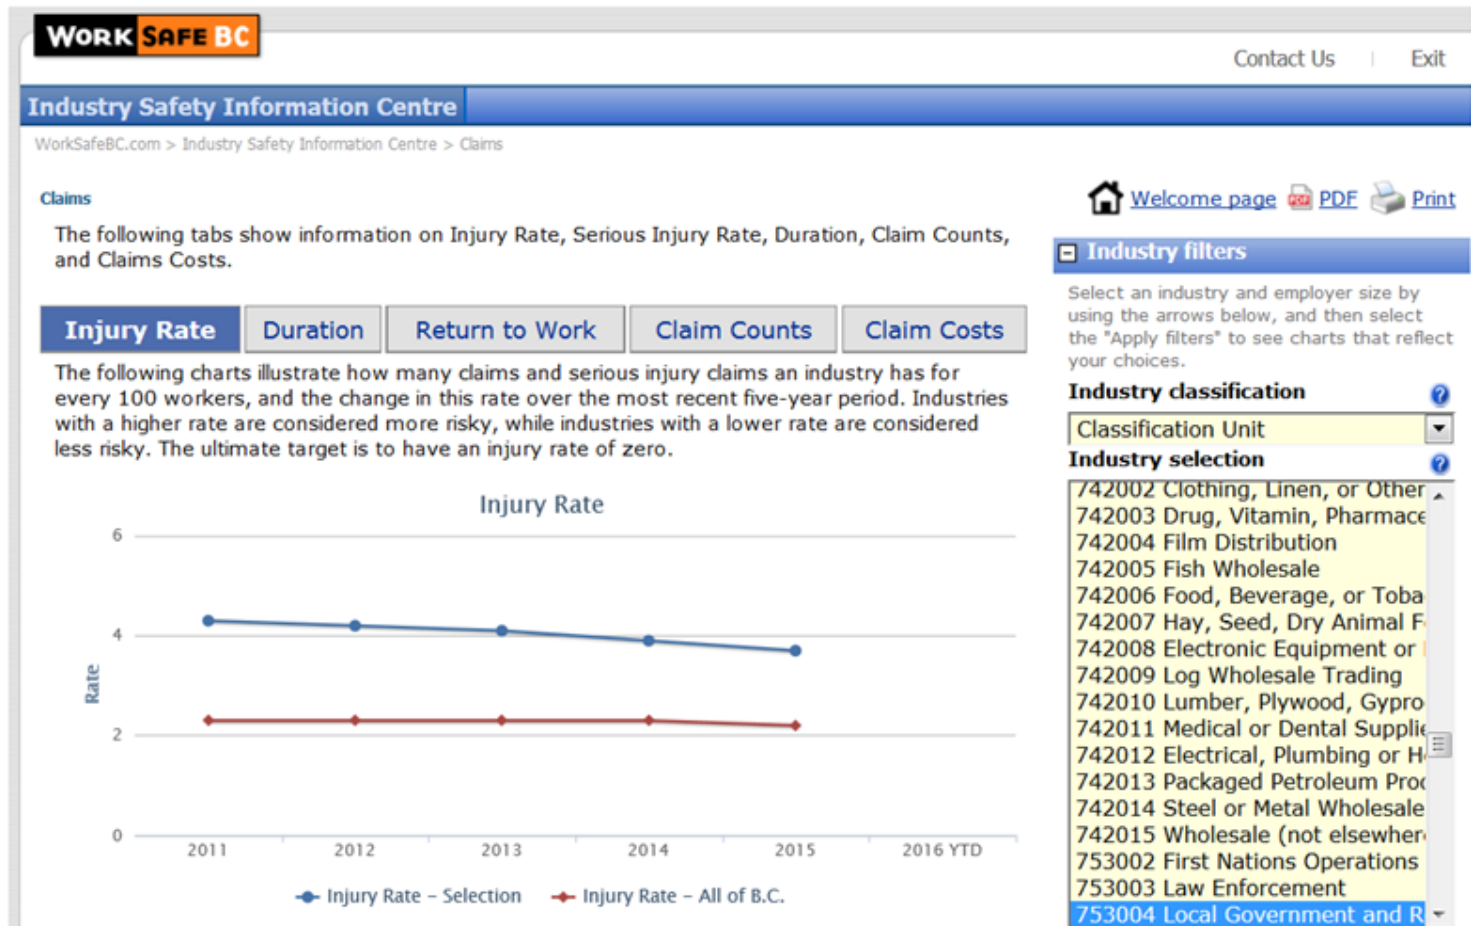 WORK SAFE BC
Contact Us | Exit
Industry Safety Information Centre
WorkSafeBC.com > Industry Safety Information Centre > Claims
Claims
The following tabs show information on Injury Rate, Serious Injury Rate, Duration, Claim Counts,
and Claims Costs.
Injury Rate
Duration
Return to Work
Claim Counts
Claim Costs
The following charts illustrate how many claims and serious injury claims an industry has for
every 100 workers, and the change in this rate over the most recent five-year period. Industries
with a higher rate are considered more risky, while industries with a lower rate are considered
less risky. The ultimate target is to have an injury rate of zero.
Injury Rate
6
4
2
0
Rate
2011
2012
2013
2014
2015
2016 YTD
Injury Rate – Selection
Injury Rate – All of B.C.
Welcome page
PDF
Print
Industry filters
Select an industry and employer size by
using the arrows below, and then select
the "Apply filters" to see charts that reflect
your choices.
Industry classification
Classification Unit
Industry selection
742002 Clothing, Linen, or Other
742003 Drug, Vitamin, Pharmace
742004 Film Distribution
742005 Fish Wholesale
742006 Food, Beverage, or Toba
742007 Hay, Seed, Dry Animal F
742008 Electronic Equipment or
742009 Log Wholesale Trading
742010 Lumber, Plywood, Gypro
742011 Medical or Dental Supplie
742012 Electrical, Plumbing or H
742013 Packaged Petroleum Proc
742014 Steel or Metal Wholesale
742015 Wholesale (not elsewher
753002 First Nations Operations
753003 Law Enforcement
753004 Local Government and R